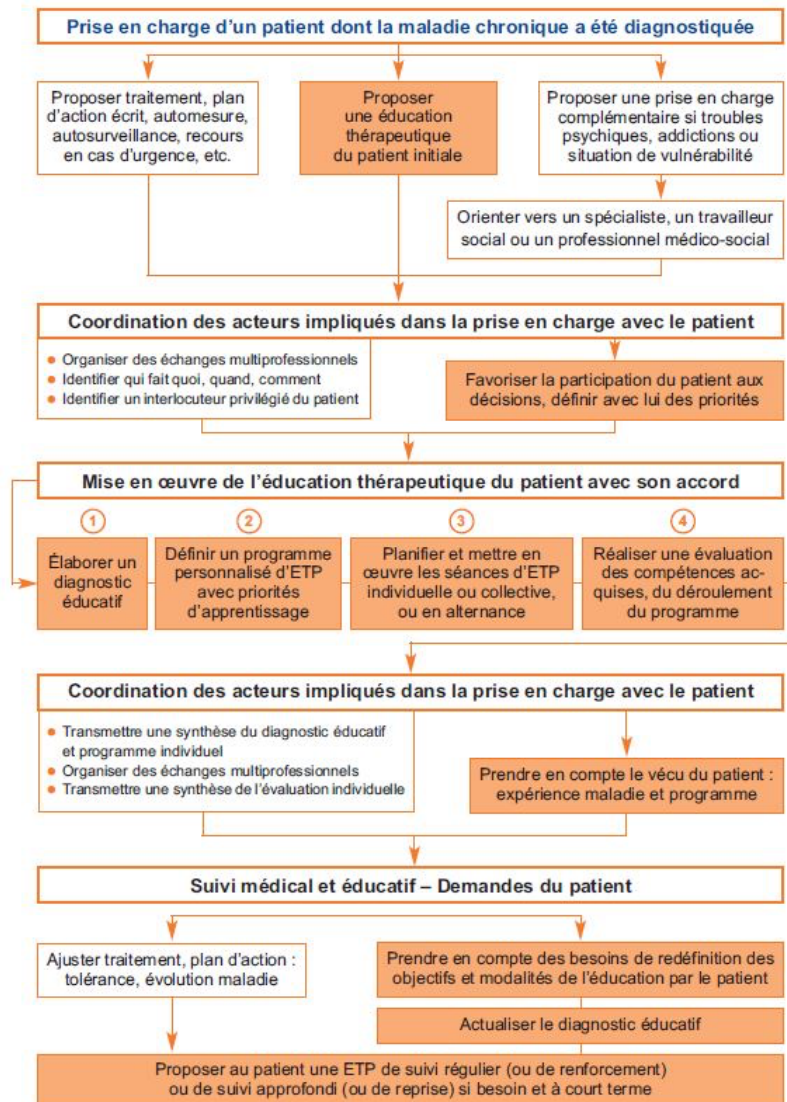 Prise en charge d'un patient dont la maladie chronique a été diagnostiquée
Proposer traitement, plan
d'action écrit, automesure,
autosurveillance, recours
en cas d'urgence, etc.
Proposer
une éducation
thérapeutique
du patient initiale
Proposer une prise en charge
complémentaire si troubles
psychiques, addictions ou
situation de vulnérabilité
Orienter vers un spécialiste, un travailleur
social ou un professionnel médico-social
Coordination des acteurs impliqués dans la prise en charge avec le patient
• Organiser des échanges multiprofessionnels
• Identifier qui fait quoi, quand, comment
• Identifier un interlocuteur privilégié du patient
Favoriser la participation du patient aux
décisions, définir avec lui des priorités
Mise en œuvre de l'éducation thérapeutique du patient avec son accord
1
Élaborer un
diagnostic
éducatif
2
Définir un programme
personnalisé d'ETP
avec priorités
d'apprentissage
3
Planifier et mettre en
œuvre les séances d'ETP
individuelle ou collective,
ou en alternance
4
Réaliser une évaluation
des compétences ac-
quises, du déroulement
du programme
Coordination des acteurs impliqués dans la prise en charge avec le patient
• Transmettre une synthèse du diagnostic éducatif
et programme individuel
• Organiser des échanges multiprofessionnels
• Transmettre une synthèse de l'évaluation individuelle
Prendre en compte le vécu du patient :
expérience maladie et programme
Suivi médical et éducatif – Demandes du patient
Ajuster traitement, plan d'action :
tolérance, évolution maladie
Prendre en compte des besoins de redéfinition des
objectifs et modalités de l'éducation par le patient
Actualiser le diagnostic éducatif
Proposer au patient une ETP de suivi régulier (ou de renforcement)
ou de suivi approfondi (ou de reprise) si besoin et à court terme